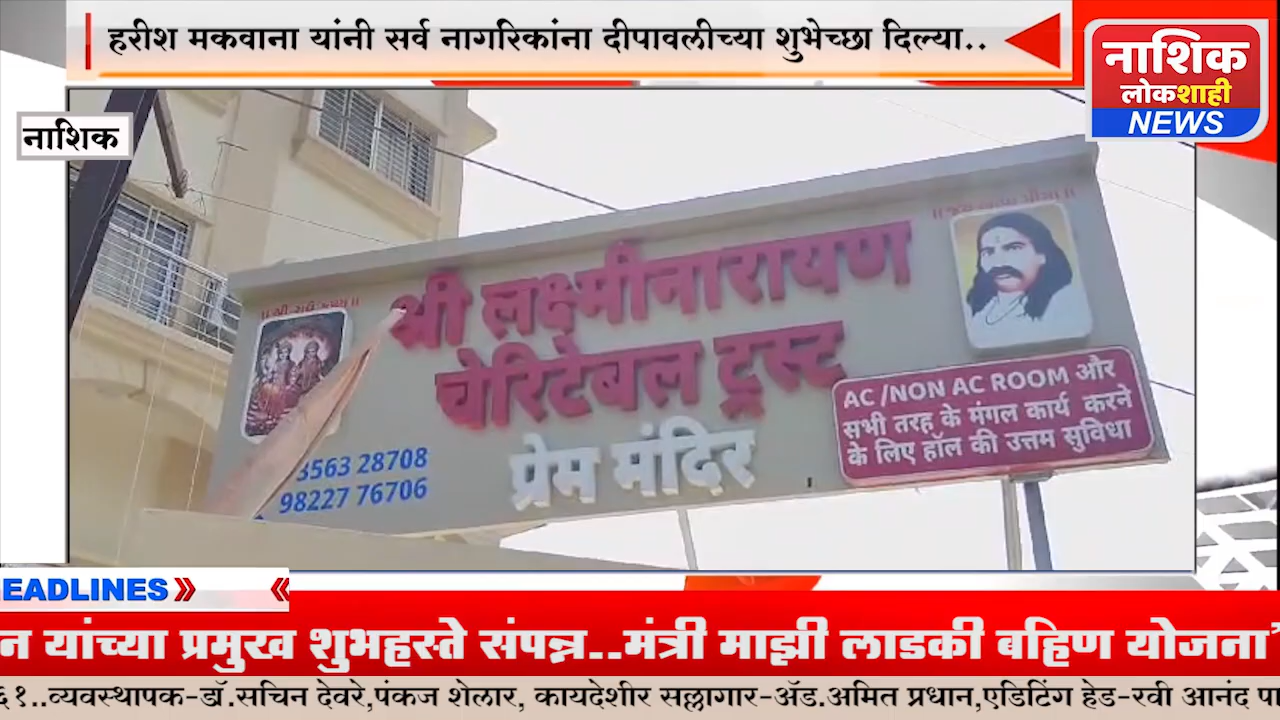 हरीश मकवाना यांनी सर्व नागरिकांना दीपावलीच्या शुभेच्छा दिल्या..
नाशिक
लोकशाही
NEWS
नाशिक
श्री लक्ष्मीनारायण
चेरिटेबल ट्रस्ट
प्रेम मंदिर
3563 28708
98227 76706
AC /NON AC ROOM और
सभी तरह के मंगल कार्य करने
के लिए हॉल की उत्तम सुविधा
EADLINES
न यांच्या प्रमुख शुभहस्ते संपन्न..मंत्री माझी लाडकी बहिण योजना
६१..व्यवस्थापक-डॉ.सचिन देवरे,पंकज शेलार, कायदेशीर सल्लागार-ॲड.अमित प्रधान,एडिटिंग हेड-रवी आनंद पा